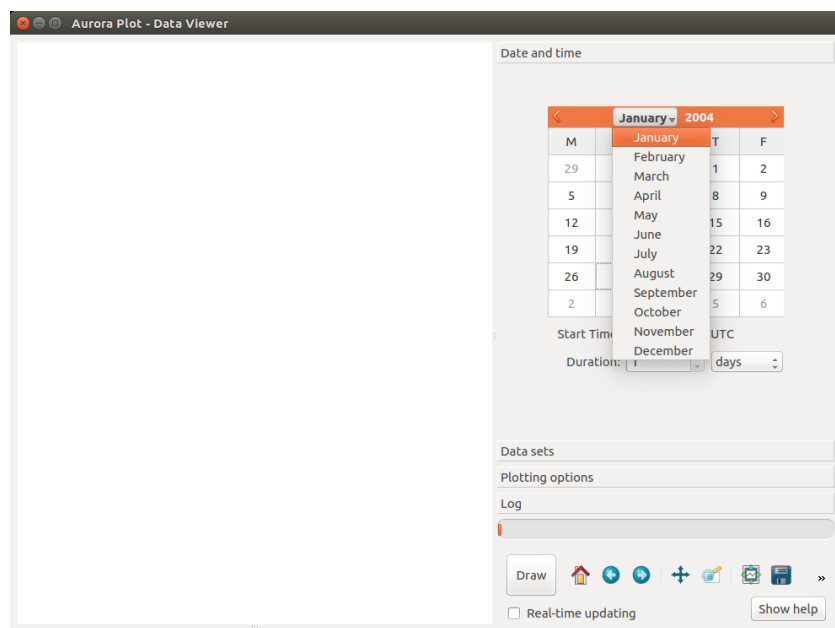 Aurora Plot - Data Viewer
Date and time
January 2004
M T F
January
February
March
April
May
June
July
August
September
October
November
December
29 1 2
5 8 9
12 15 16
19 22 23
26 29 30
2 5 6
Start Time UTC
Duration: 1 days
Data sets
Plotting options
Log
Draw »
Real-time updating Show help